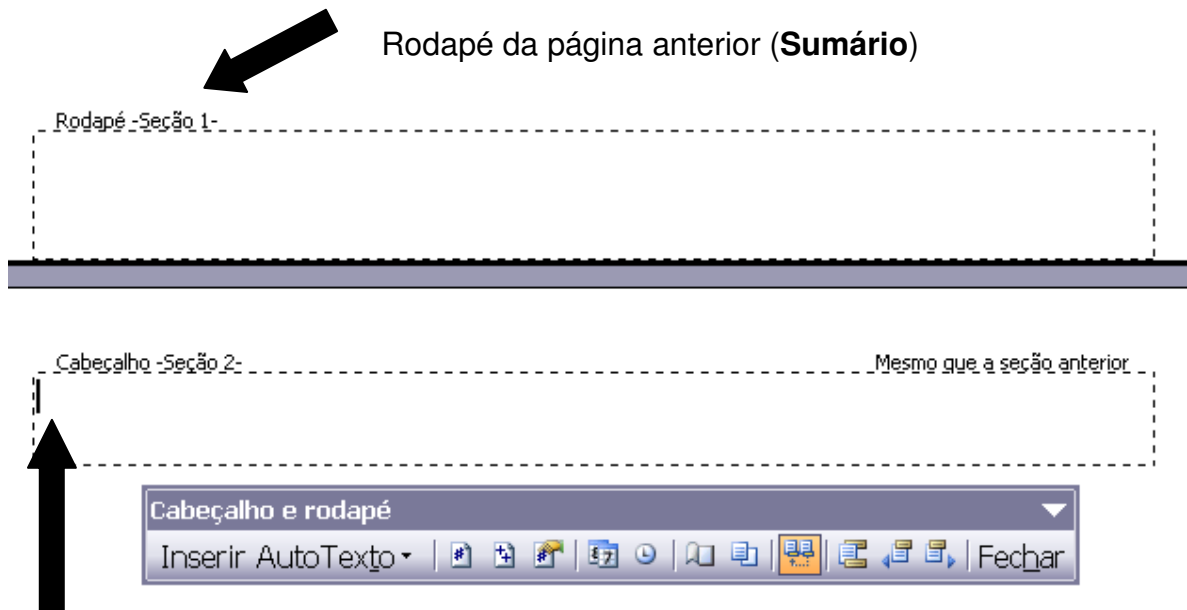 Rodapé da página anterior (Sumário)
Rodapé -Seção 1-
Cabeçalho -Seção 2- Mesmo que a seção anterior
Cabeçalho e rodapé
Inserir AutoTexto Fechar